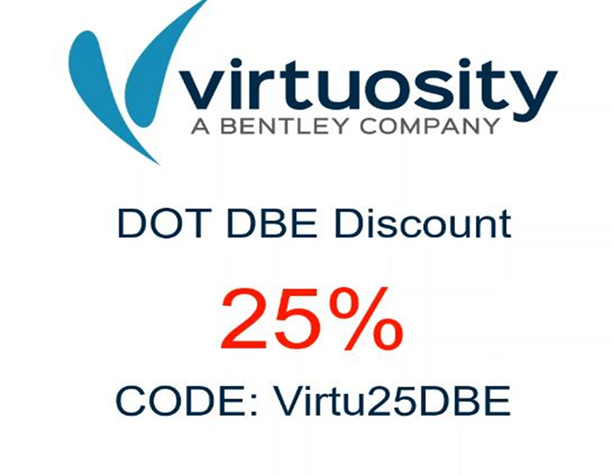 virtuosity
A BENTLEY COMPANY
DOT DBE Discount
25%
CODE: Virtu25DBE